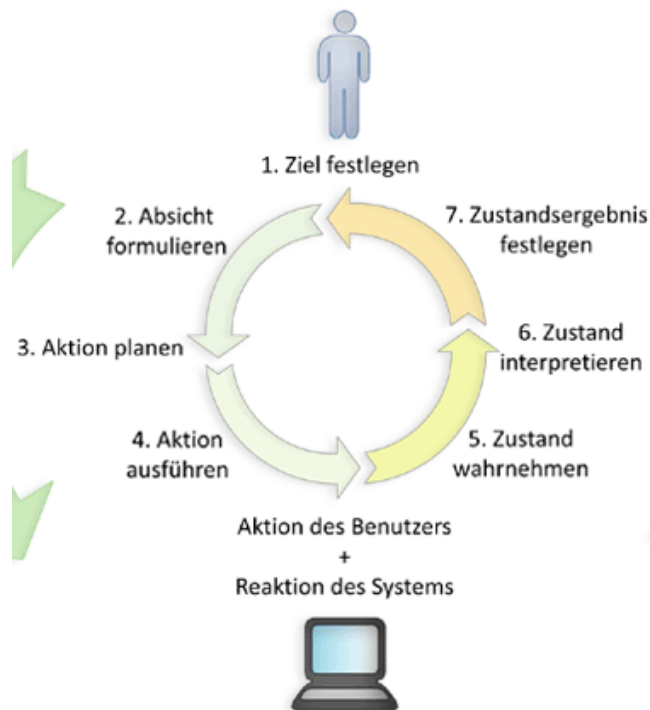 1. Ziel festlegen
2. Absicht
formulieren
3. Aktion planen
4. Aktion
ausführen
Aktion des Benutzers
+
Reaktion des Systems
5. Zustand
wahrnehmen
6. Zustand
interpretieren
7. Zustandsergebnis
festlegen